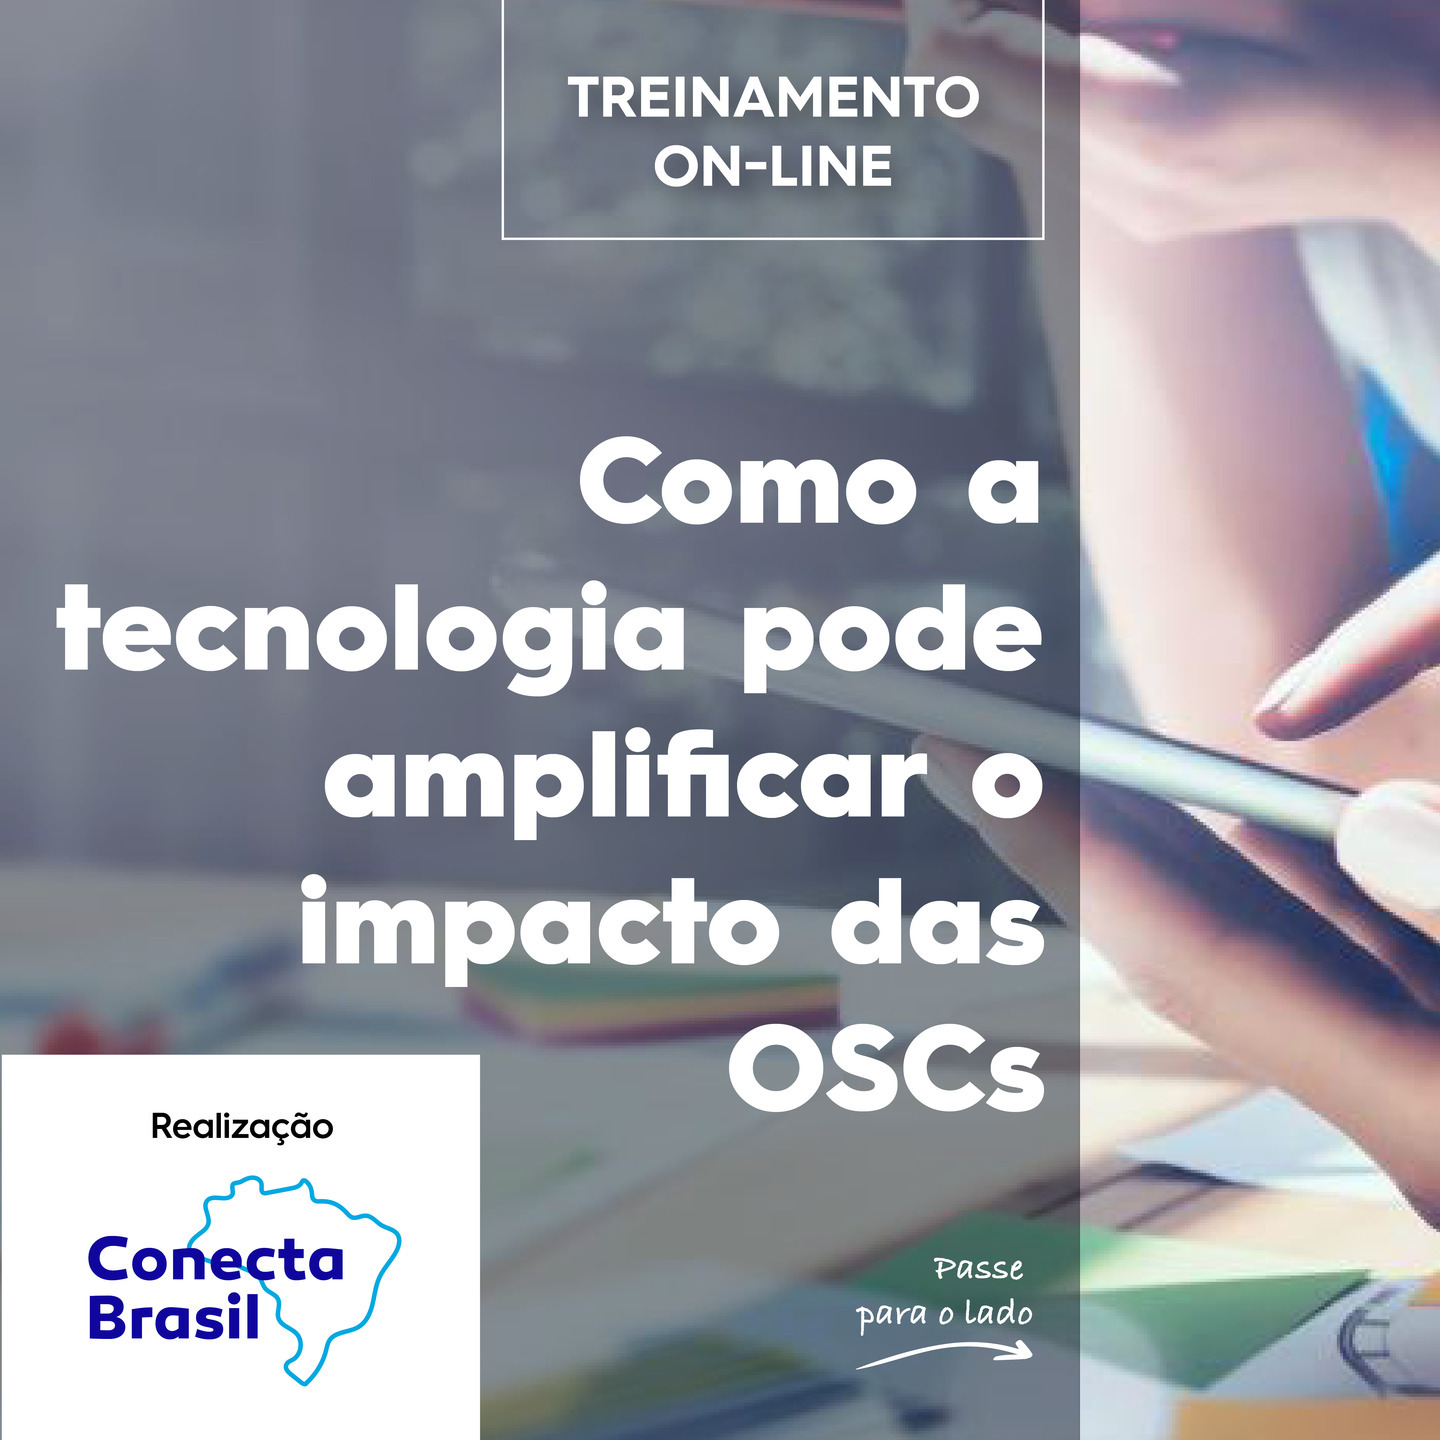 TREINAMENTO
ON-LINE
Como a
tecnologia pode
amplificar o
impacto das
OSCs
Realização
Conecta
Brasil
Passe
para o lado